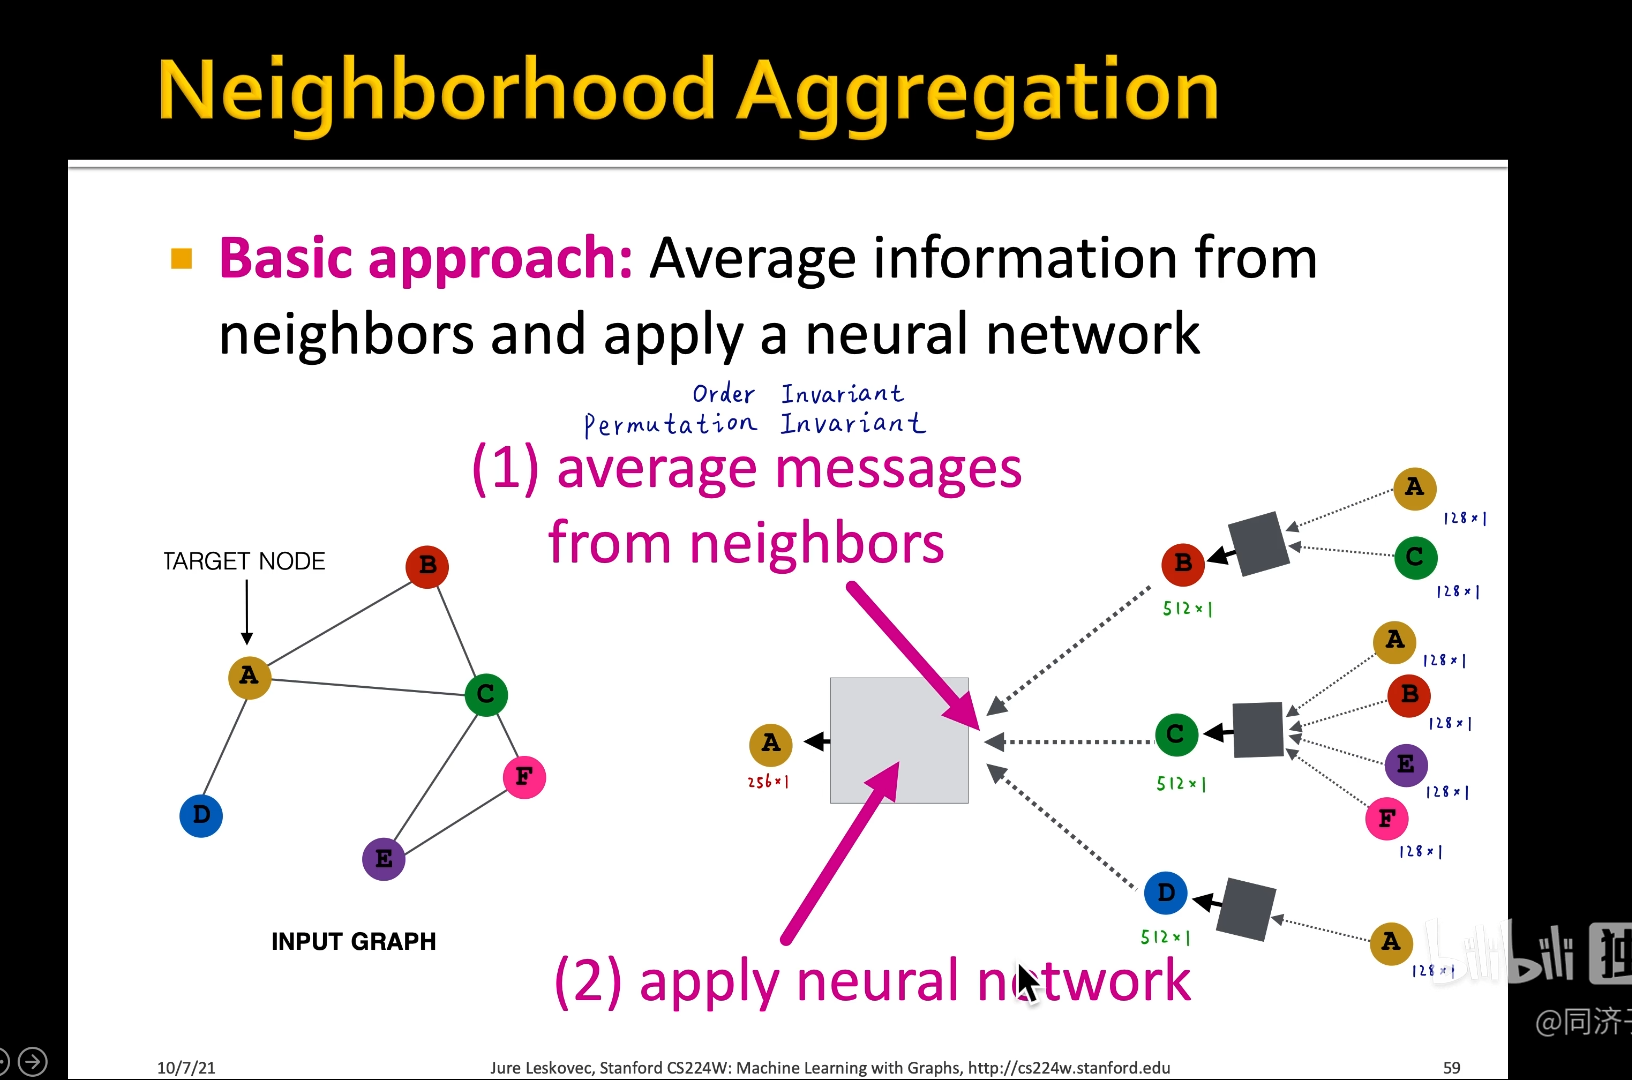 Neighborhood Aggregation
Basic approach: Average information from
neighbors and apply a neural network
Order Invariant
Permutation Invariant
(1) average messages
from neighbors
TARGET NODE
B
A
C
F
D
E
INPUT GRAPH
A
256×1
B
512×1
C
512×1
D
512×1
A
128×1
C
128×1
A
128×1
B
128×1
E
128×1
F
128×1
A
128×1
(2) apply neural network
bilibili 独
@同济子
10/7/21
Jure Leskovec, Stanford CS224W: Machine Learning with Graphs, http://cs224w.stanford.edu
59